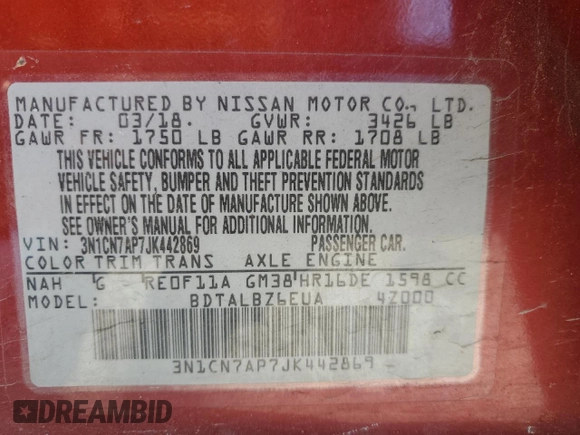 MANUFACTURED BY NISSAN MOTOR CO., LTD.
DATE: 03/18. GVWR: 3426 LB
GAWR FR: 1750 LB GAWR RR: 1708 LB
THIS VEHICLE CONFORMS TO ALL APPLICABLE FEDERAL MOTOR
VEHICLE SAFETY, BUMPER AND THEFT PREVENTION STANDARDS
IN EFFECT ON THE DATE OF MANUFACTURE SHOWN ABOVE.
SEE OWNER'S MANUAL FOR ADDITIONAL INFORMATION.
VIN: 3N1CN7AP7JK442869 PASSENGER CAR.
COLOR TRIM TRANS AXLE ENGINE
NAH G RE0F11A GM38 HR16DE 1598 CC
MODEL: BDTALBZ6EUA 4Z000
3N1CN7AP7JK442869
DREAMBID